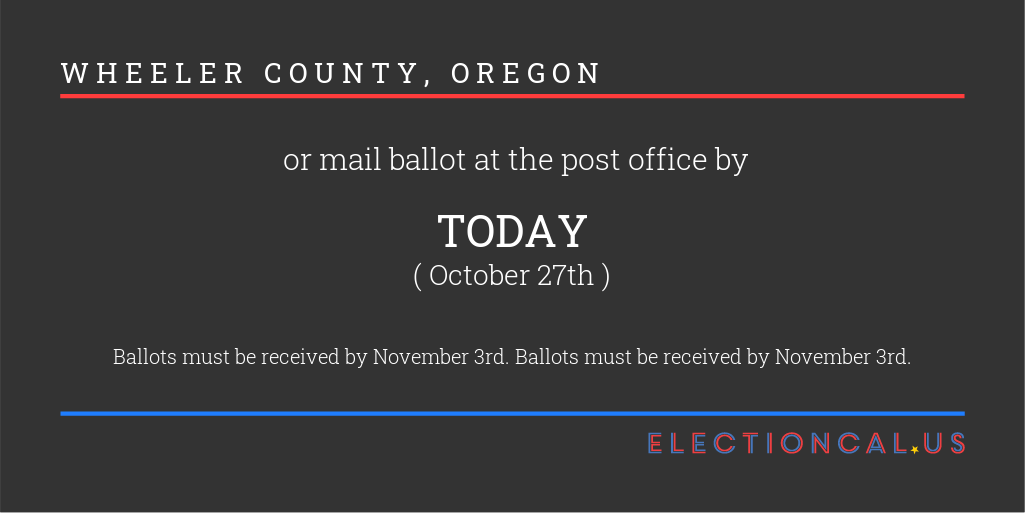 WHEELER COUNTY, OREGON
or mail ballot at the post office by
TODAY
( October 27th )
Ballots must be received by November 3rd. Ballots must be received by November 3rd.
ELECTIONCAL.US